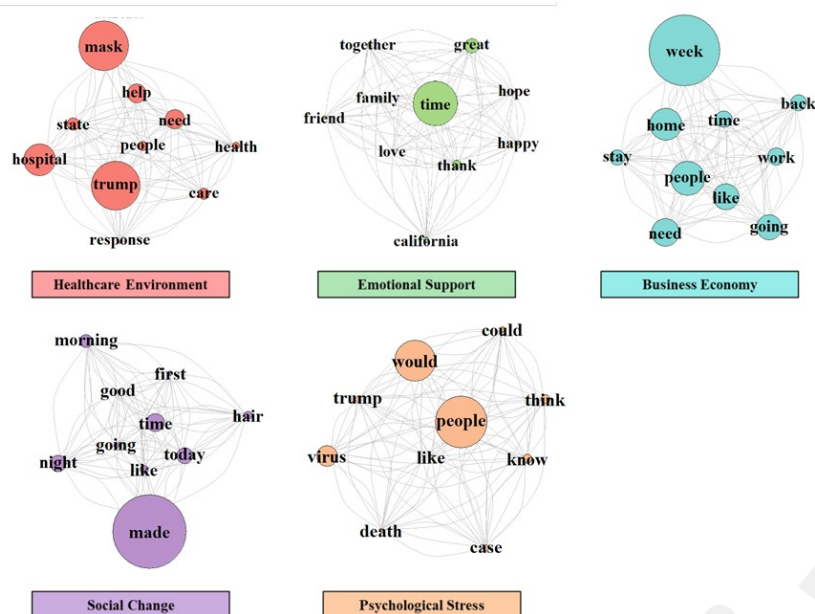 mask
help
state
need
people
health
hospital
trump
care
response
Healthcare Environment
together
great
family
time
hope
friend
love
happy
thank
california
Emotional Support
week
back
home
time
stay
work
people
like
need
going
Business Economy
morning
first
good
hair
time
going
today
night
like
made
Social Change
could
would
trump
think
people
virus
like
know
death
case
Psychological Stress